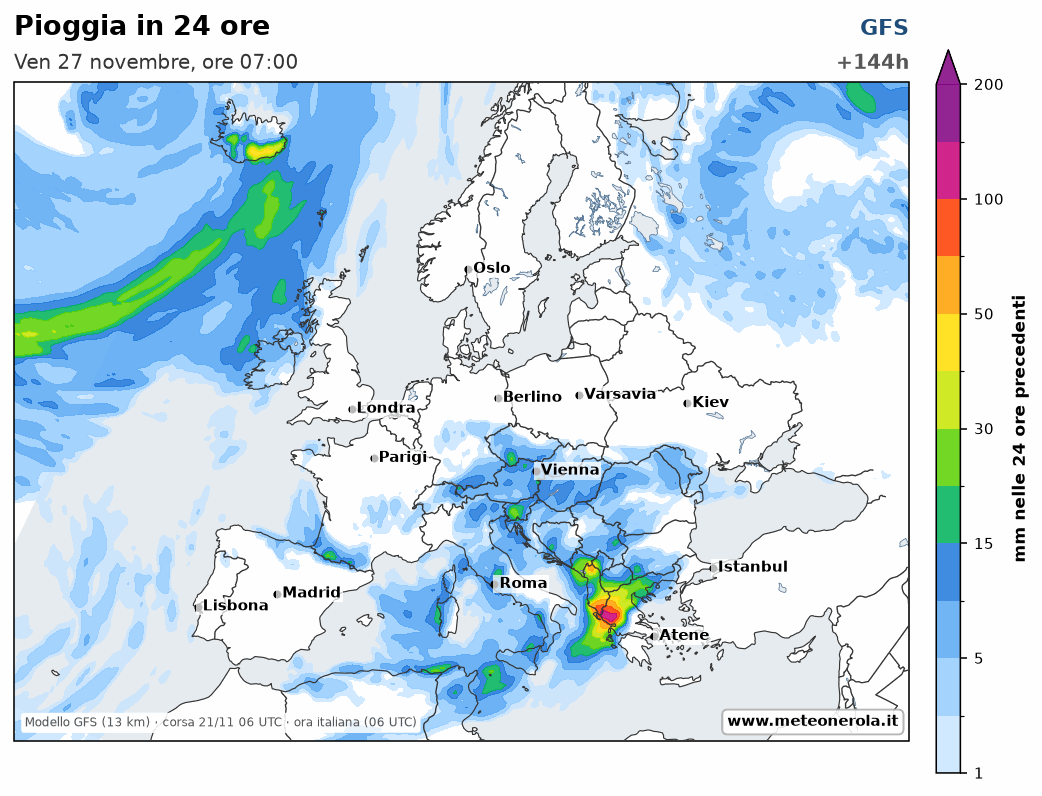 Pioggia in 24 ore
GFS
Ven 27 novembre, ore 07:00
+144h
200
100
50
30
15
5
1
mm nelle 24 ore precedenti
Oslo
Berlino
Varsavia
Kiev
Londra
Parigi
Vienna
Roma
Istanbul
Madrid
Lisbona
Atene
Modello GFS (13 km) · corsa 21/11 06 UTC · ora italiana (06 UTC)
www.meteonerola.it